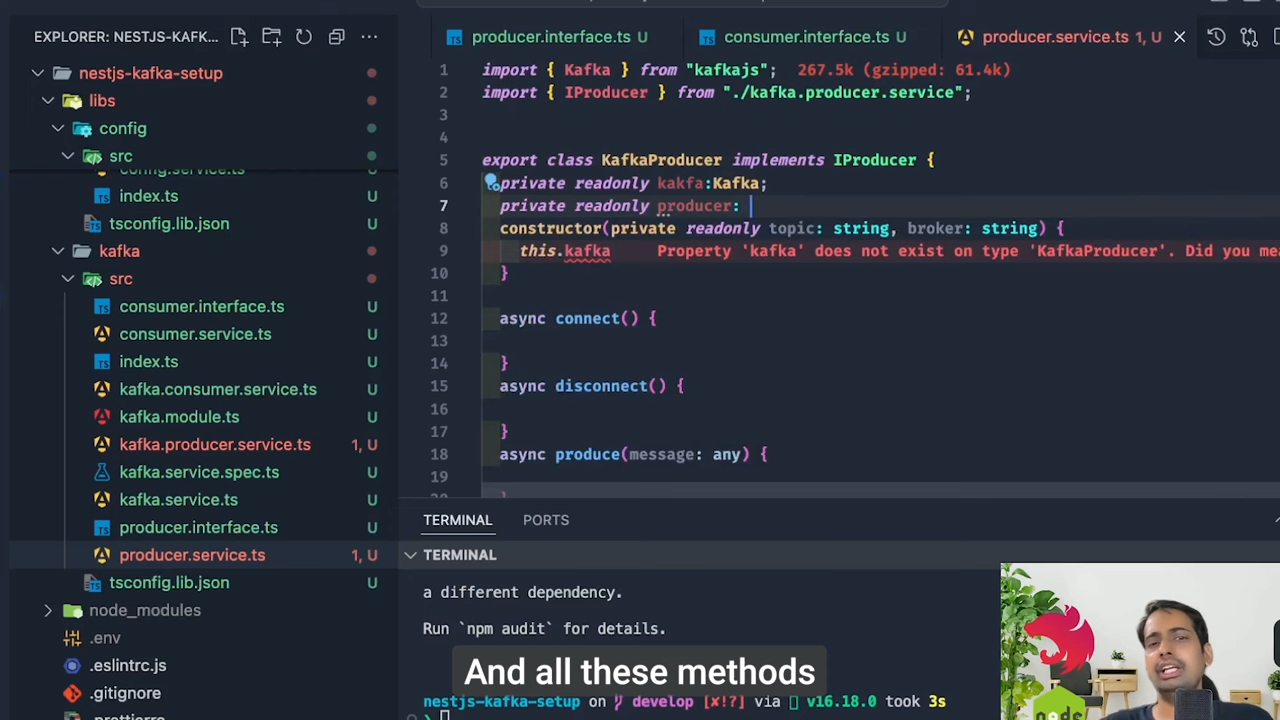 EXPLORER: NESTJS-KAFK...
nestjs-kafka-setup
libs
config
src
config.service.ts
index.ts
tsconfig.lib.json
kafka
src
consumer.interface.ts U
consumer.service.ts U
index.ts U
kafka.consumer.service.ts U
kafka.module.ts U
kafka.producer.service.ts 1, U
kafka.service.spec.ts U
kafka.service.ts U
producer.interface.ts U
producer.service.ts 1, U
tsconfig.lib.json U
node_modules
.env
.eslintrc.js
.gitignore
TS producer.interface.ts U
TS consumer.interface.ts U
producer.service.ts 1, U
1 import { Kafka } from "kafkajs"; 267.5k (gzipped: 61.4k)
2 import { IProducer } from "./kafka.producer.service";
3
4
5 export class KafkaProducer implements IProducer {
6 private readonly kakfa:Kafka;
7 private readonly producer:
8 constructor(private readonly topic: string, broker: string) {
9 this.kafka Property 'kafka' does not exist on type 'KafkaProducer'. Did you me
10 }
11
12 async connect() {
13
14 }
15 async disconnect() {
16
17 }
18 async produce(message: any) {
19
TERMINAL PORTS
TERMINAL
a different dependency.
Run `npm audit` for details.
And all these methods
nestjs-kafka-setup on develop [✘!?] via v16.18.0 took 3s